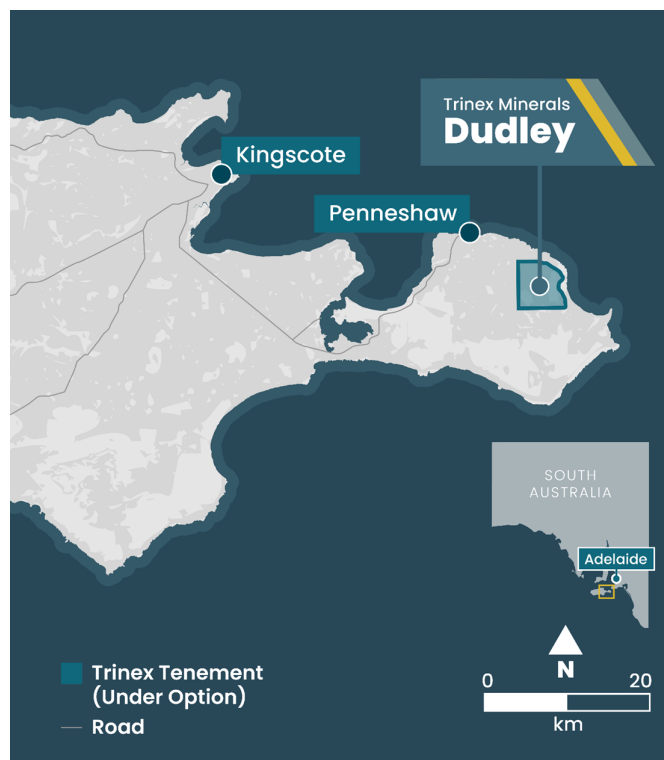 Trinex Minerals
Dudley
Kingscote
Penneshaw
SOUTH
AUSTRALIA
Adelaide
N
0 20
km
Trinex Tenement
(Under Option)
Road